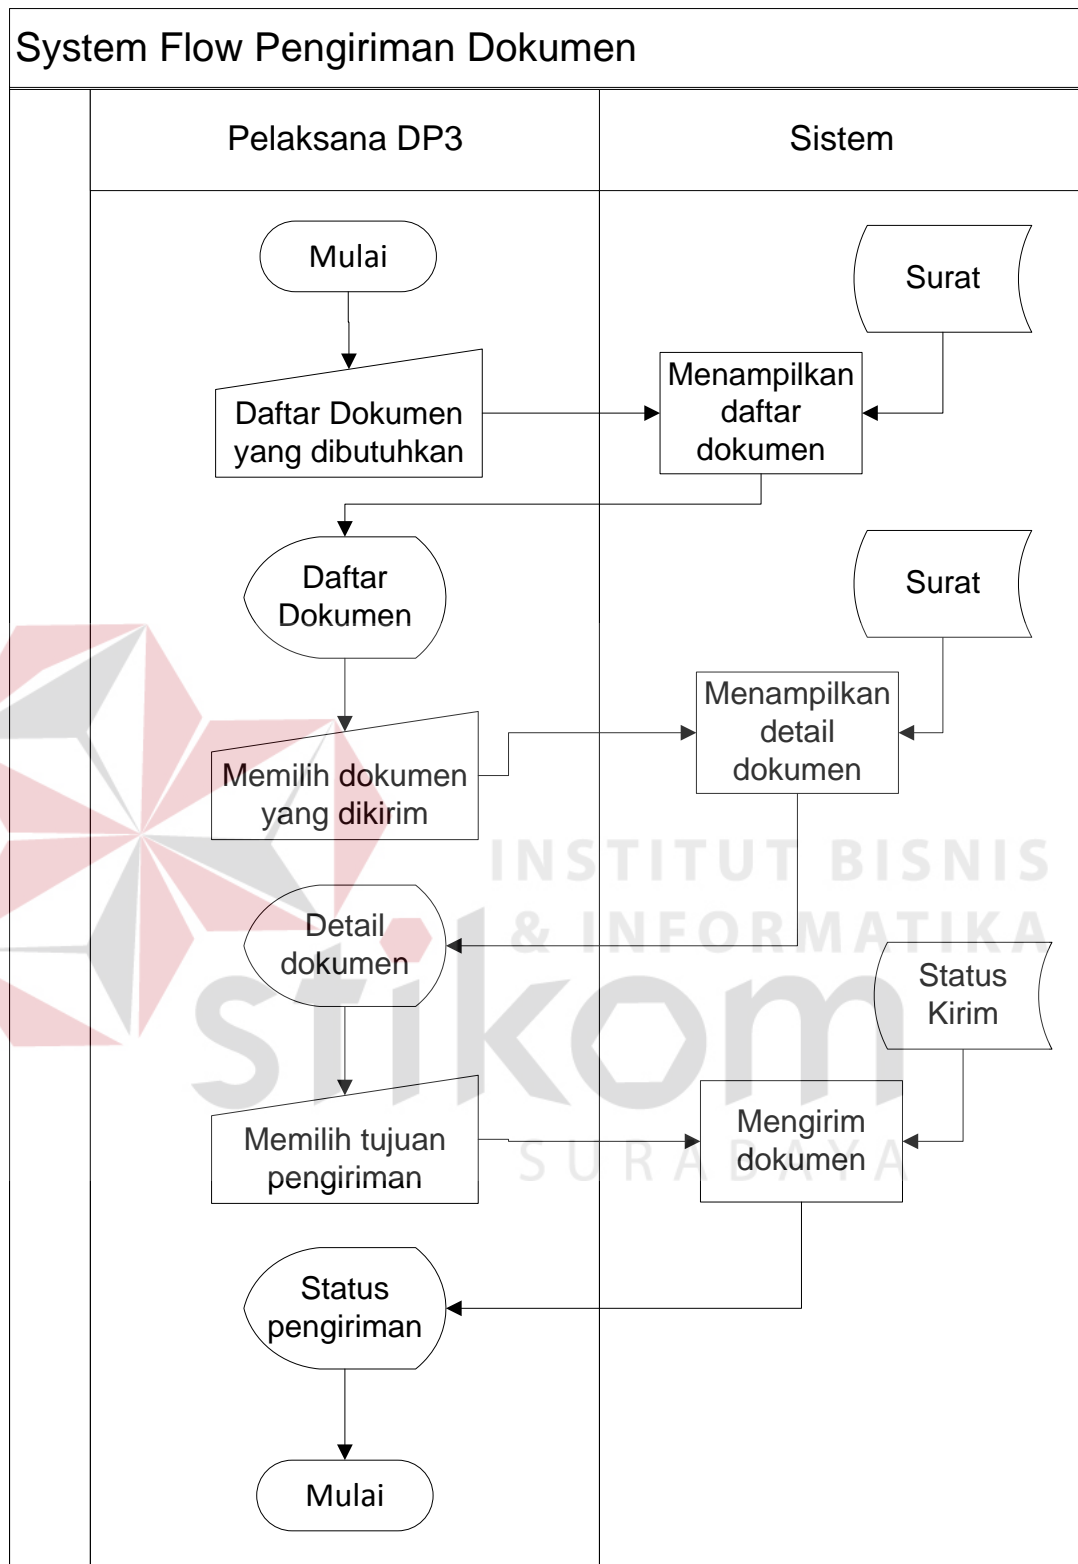 System Flow Pengiriman Dokumen
Pelaksana DP3
Sistem
Mulai
Surat
Daftar Dokumen
yang dibutuhkan
Menampilkan
daftar
dokumen
Daftar
Dokumen
Surat
Memilih dokumen
yang dikirim
Menampilkan
detail
dokumen
INSTITUT BISNIS
& INFORMATIKA
stikom
SURABAYA
Detail
dokumen
Status
Kirim
Memilih tujuan
pengiriman
Mengirim
dokumen
Status
pengiriman
Mulai